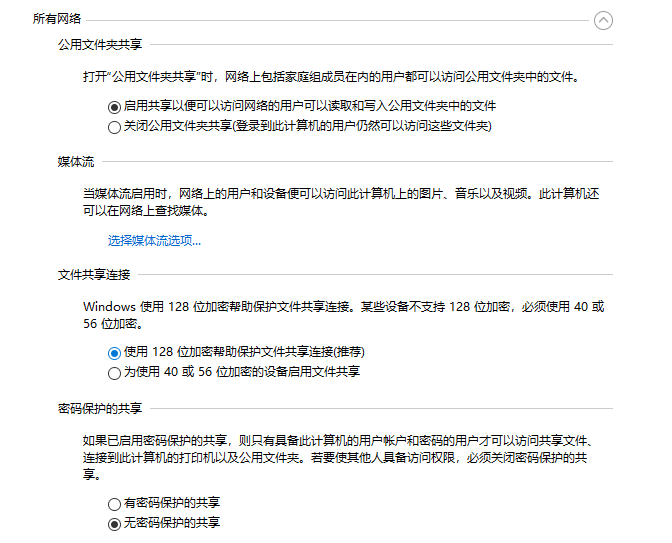 所有网络
公用文件夹共享
打开“公用文件夹共享”时，网络上包括家庭组成员在内的用户都可以访问公用文件夹中的文件。
启用共享以便可以访问网络的用户可以读取和写入公用文件夹中的文件
关闭公用文件夹共享(登录到此计算机的用户仍然可以访问这些文件夹)
媒体流
当媒体流启用时，网络上的用户和设备便可以访问此计算机上的图片、音乐以及视频。此计算机还
可以在网络上查找媒体。
选择媒体流选项...
文件共享连接
Windows 使用 128 位加密帮助保护文件共享连接。某些设备不支持 128 位加密，必须使用 40 或
56 位加密。
使用 128 位加密帮助保护文件共享连接(推荐)
为使用 40 或 56 位加密的设备启用文件共享
密码保护的共享
如果已启用密码保护的共享，则只有具备此计算机的用户帐户和密码的用户才可以访问共享文件、
连接到此计算机的打印机以及公用文件夹。若要使其他人具备访问权限，必须关闭密码保护的共
享。
有密码保护的共享
无密码保护的共享